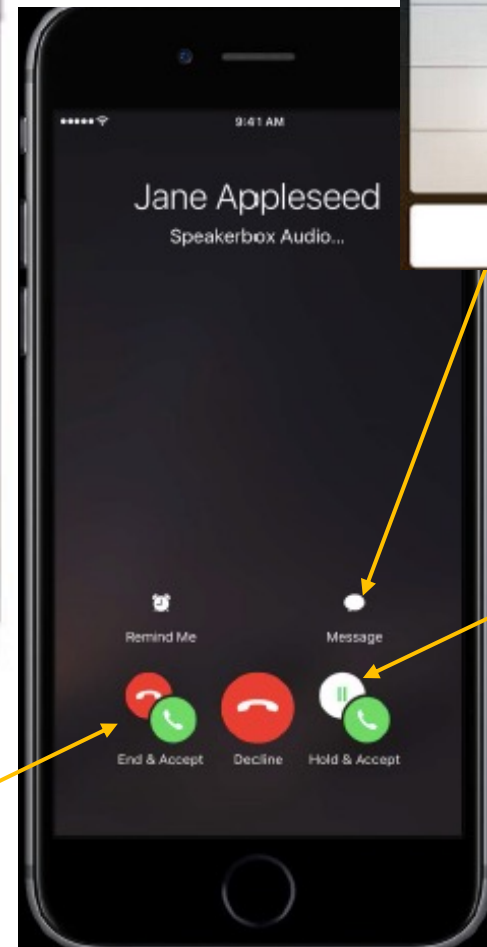 9:41 AM
Jane Appleseed
Speakerbox Audio...
Remind Me
Message
End & Accept
Decline
Hold & Accept